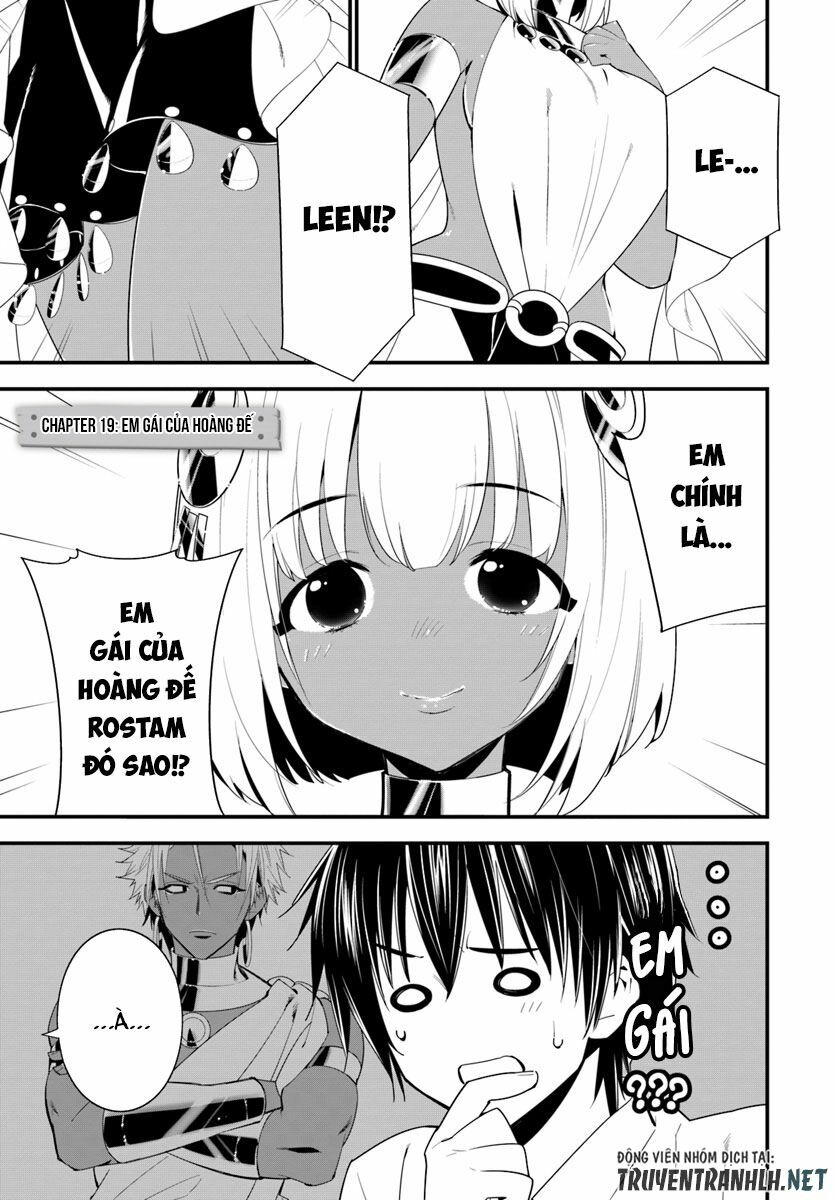 LE-...
LEEN!?
CHAPTER 19: EM GÁI CỦA HOÀNG ĐẾ
EM
CHÍNH
LÀ...
EM
GÁI CỦA
HOÀNG ĐẾ
ROSTAM
ĐÓ SAO!?
EM
GÁI
???
...À...
ĐỘNG VIÊN NHÓM DỊCH TẠI:
TRUYENTRANHLH.NET